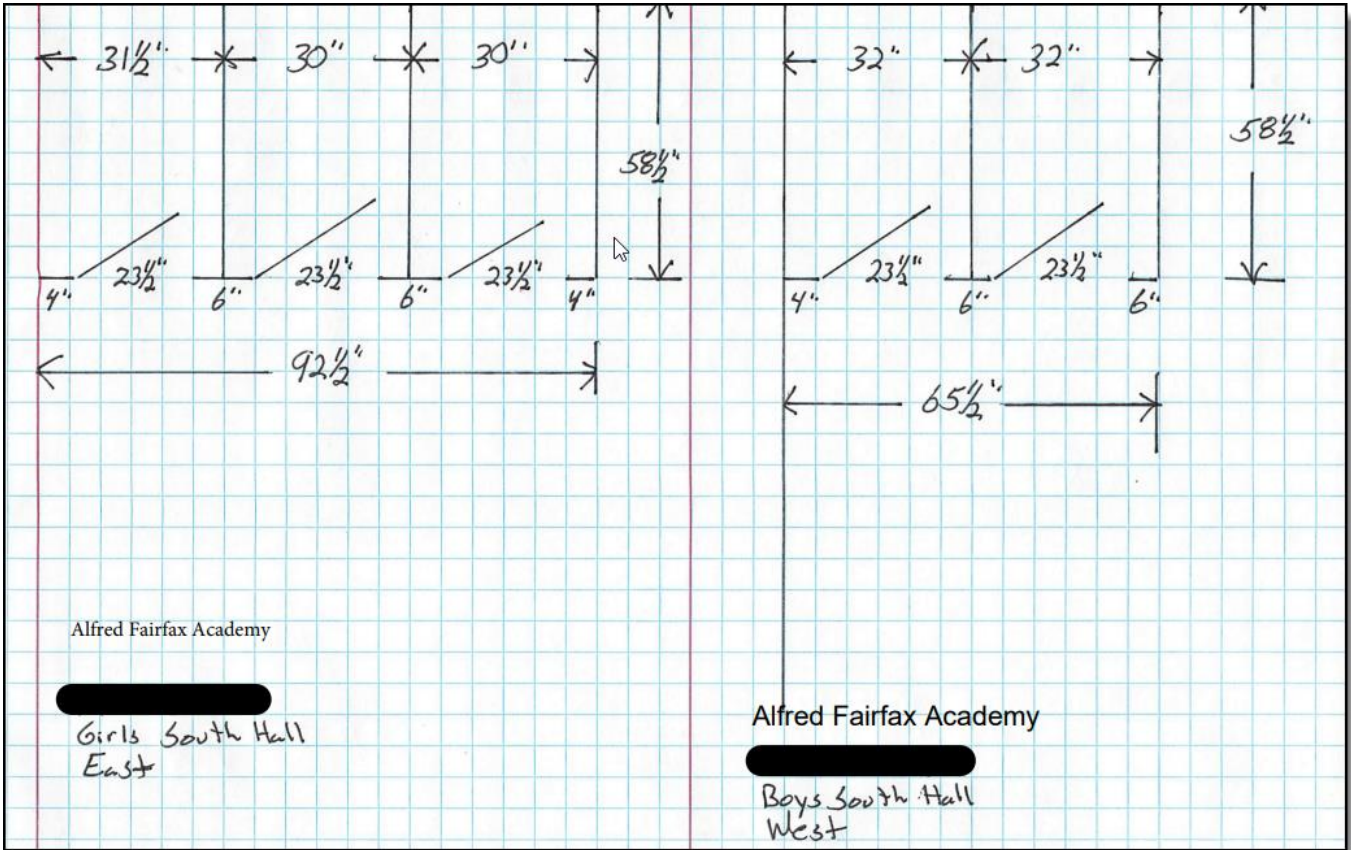 31½" 30" 30"
58½"
23½" 23½" 23½"
4" 6" 6" 4"
92½"
Alfred Fairfax Academy
Girls South Hall
East
32" 32"
58½"
23½" 23½"
4" 6" 6"
65½"
Alfred Fairfax Academy
Boys South Hall
West